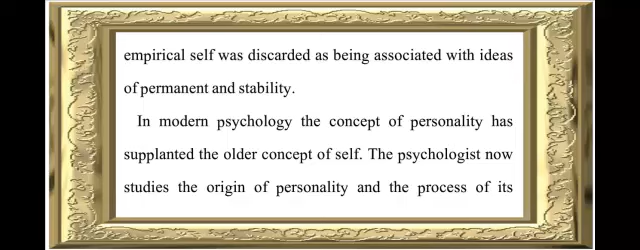 empirical self was discarded as being associated with ideas
of permanent and stability.
In modern psychology the concept of personality has
supplanted the older concept of self. The psychologist now
studies the origin of personality and the process of its